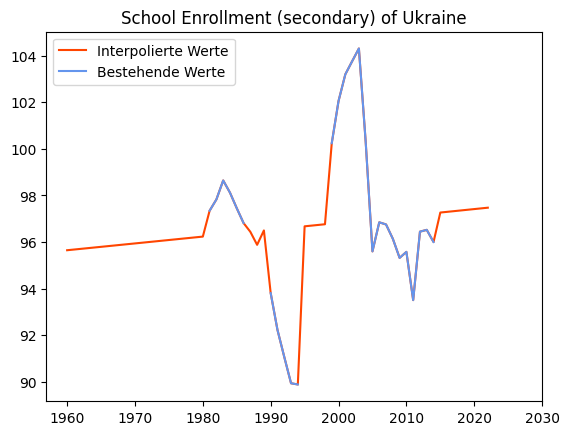 School Enrollment (secondary) of Ukraine
Interpolierte Werte
Bestehende Werte
104
102
100
98
96
94
92
90
1960 1970 1980 1990 2000 2010 2020 2030